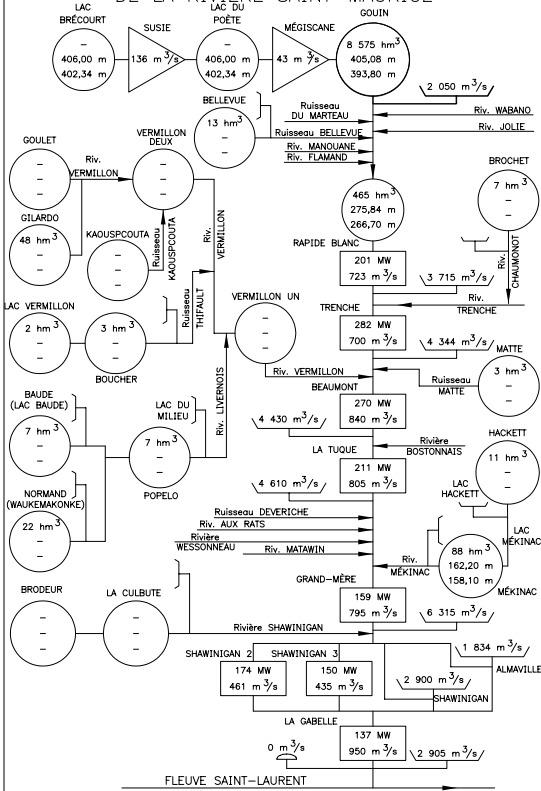 DE LA RIVIÈRE SAINT-MAURICE
LAC
BRÉCOURT
SUSIE
LAC DU
POÈTE
MÉGISCANE
GOUIN
–
406,00 m
402,34 m
136 m³/s
–
406,00 m
402,34 m
43 m³/s
8 575 hm³
405,08 m
393,80 m
2 050 m³/s
BELLEVUE
13 hm³
–
–
Ruisseau
DU MARTEAU
Riv. WABANO
Ruisseau BELLEVUE
Riv. JOLIE
Riv. MANOUANE
Riv. FLAMAND
GOULET
–
–
–
Riv.
VERMILLON
VERMILLON
DEUX
–
–
–
BROCHET
7 hm³
–
–
GILARDO
48 hm³
–
–
KAOUSPCOUTA
–
–
–
Ruisseau
KAOUSPCOUTA
Riv.
VERMILLON
465 hm³
275,84 m
266,70 m
RAPIDE BLANC
201 MW
723 m³/s
Riv.
CHAUMONOT
3 715 m³/s
Riv.
TRENCHE
TRENCHE
282 MW
700 m³/s
LAC VERMILLON
2 hm³
–
–
3 hm³
–
–
BOUCHER
Ruisseau
THIFAULT
VERMILLON UN
–
–
–
4 344 m³/s
MATTE
3 hm³
–
–
Riv. VERMILLON
Ruisseau
MATTE
BEAUMONT
270 MW
840 m³/s
BAUDE
(LAC BAUDE)
7 hm³
–
–
LAC DU
MILIEU
Riv. LIVERNOIS
7 hm³
–
–
POPELO
4 430 m³/s
Rivière
BOSTONNAIS
LA TUQUE
211 MW
805 m³/s
HACKETT
11 hm³
–
–
NORMAND
(WAUKEMAKONKE)
22 hm³
–
–
4 610 m³/s
LAC
HACKETT
Ruisseau DEVERICHE
Riv. AUX RATS
Rivière
WESSONNEAU
Riv. MATAWIN
LAC
MÉKINAC
Riv.
MÉKINAC
88 hm³
162,20 m
158,10 m
MÉKINAC
GRAND-MÈRE
159 MW
795 m³/s
BRODEUR
–
–
–
LA CULBUTE
–
–
–
6 315 m³/s
Rivière SHAWINIGAN
SHAWINIGAN 2
174 MW
461 m³/s
SHAWINIGAN 3
150 MW
435 m³/s
1 834 m³/s
ALMAVILLE
2 900 m³/s
SHAWINIGAN
LA GABELLE
137 MW
950 m³/s
0 m³/s
2 905 m³/s
FLEUVE SAINT-LAURENT